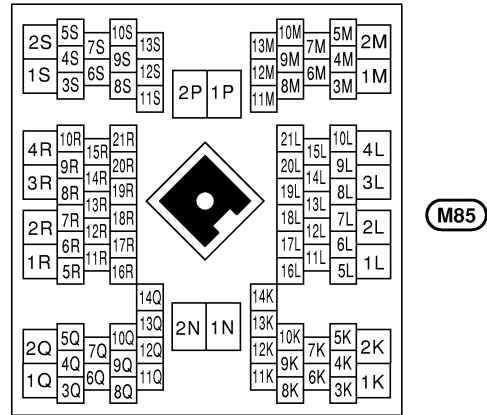 2S 5S 7S 10S 13S 13M 10M 7M 5M 2M
4S 9S 9M 4M
1S 6S 12S 12M 6M 1M
3S 8S 8M 3M
11S 2P 1P 11M
4R 10R 15R 21R 21L 15L 10L 4L
9R 20R 20L 9L
3R 14R 14L 3L
8R 19R 19L 8L
13R 13L
2R 7R 18R 18L 7L 2L
12R 12L
6R 17R 17L 6L
1R 11R 11L 1L
5R 16R 16L 5L
M85
14Q 14K
2N 1N
13Q 13K
2Q 5Q 7Q 10Q 12Q 12K 10K 7K 5K 2K
4Q 9Q 9K 4K
1Q 6Q 11Q 11K 6K 1K
3Q 8Q 8K 3K